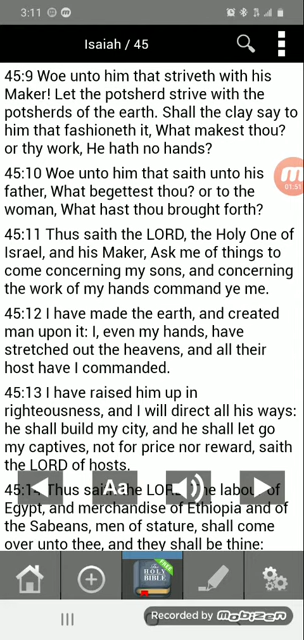 3:11
Isaiah / 45
45:9 Woe unto him that striveth with his
Maker! Let the potsherd strive with the
potsherds of the earth. Shall the clay say to
him that fashioneth it, What makest thou?
or thy work, He hath no hands?
45:10 Woe unto him that saith unto his
father, What begettest thou? or to the
woman, What hast thou brought forth?
01:51
45:11 Thus saith the LORD, the Holy One of
Israel, and his Maker, Ask me of things to
come concerning my sons, and concerning
the work of my hands command ye me.
45:12 I have made the earth, and created
man upon it: I, even my hands, have
stretched out the heavens, and all their
host have I commanded.
45:13 I have raised him up in
righteousness, and I will direct all his ways:
he shall build my city, and he shall let go
my captives, not for price nor reward, saith
the LORD of hosts.
Aa
45:14 Thus saith the LORD, The labour of
Egypt, and merchandise of Ethiopia and of
the Sabeans, men of stature, shall come
over unto thee, and they shall be thine:
FREE
HOLY
BIBLE
Recorded by Mobizen